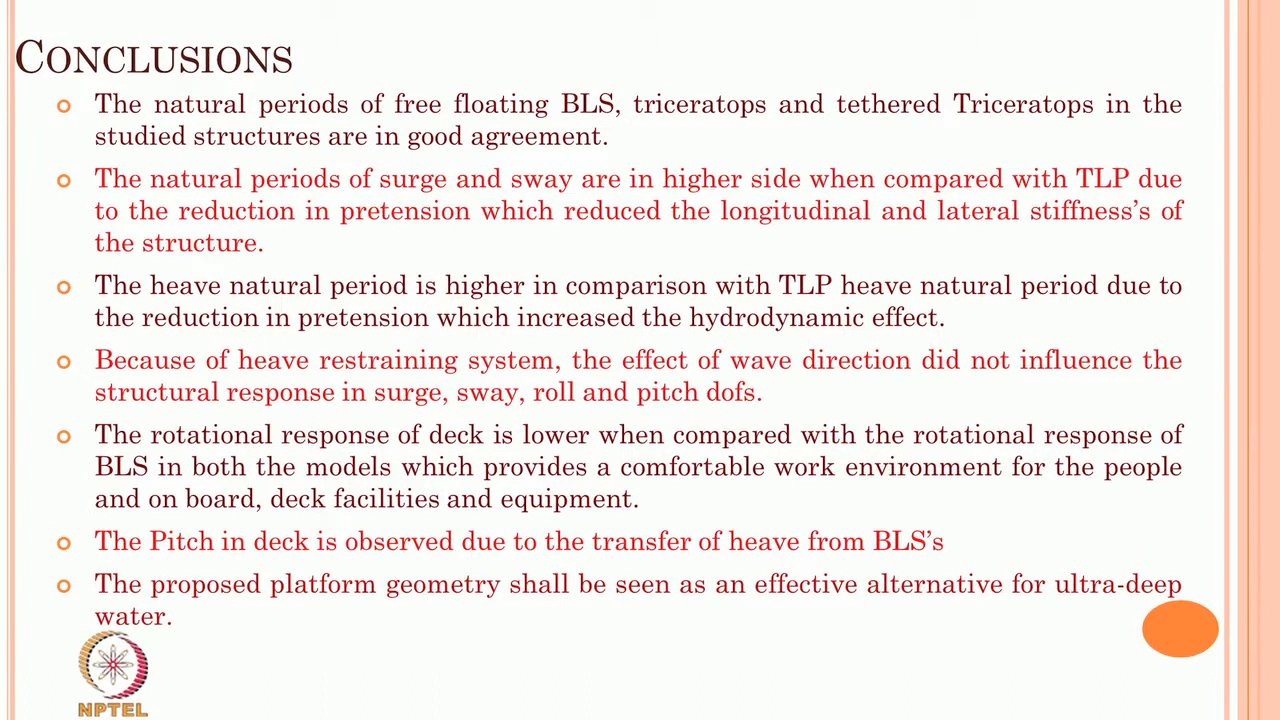 CONCLUSIONS
The natural periods of free floating BLS, triceratops and tethered Triceratops in the
studied structures are in good agreement.
The natural periods of surge and sway are in higher side when compared with TLP due
to the reduction in pretension which reduced the longitudinal and lateral stiffness’s of
the structure.
The heave natural period is higher in comparison with TLP heave natural period due to
the reduction in pretension which increased the hydrodynamic effect.
Because of heave restraining system, the effect of wave direction did not influence the
structural response in surge, sway, roll and pitch dofs.
The rotational response of deck is lower when compared with the rotational response of
BLS in both the models which provides a comfortable work environment for the people
and on board, deck facilities and equipment.
The Pitch in deck is observed due to the transfer of heave from BLS’s
The proposed platform geometry shall be seen as an effective alternative for ultra-deep
water.
NPTEL